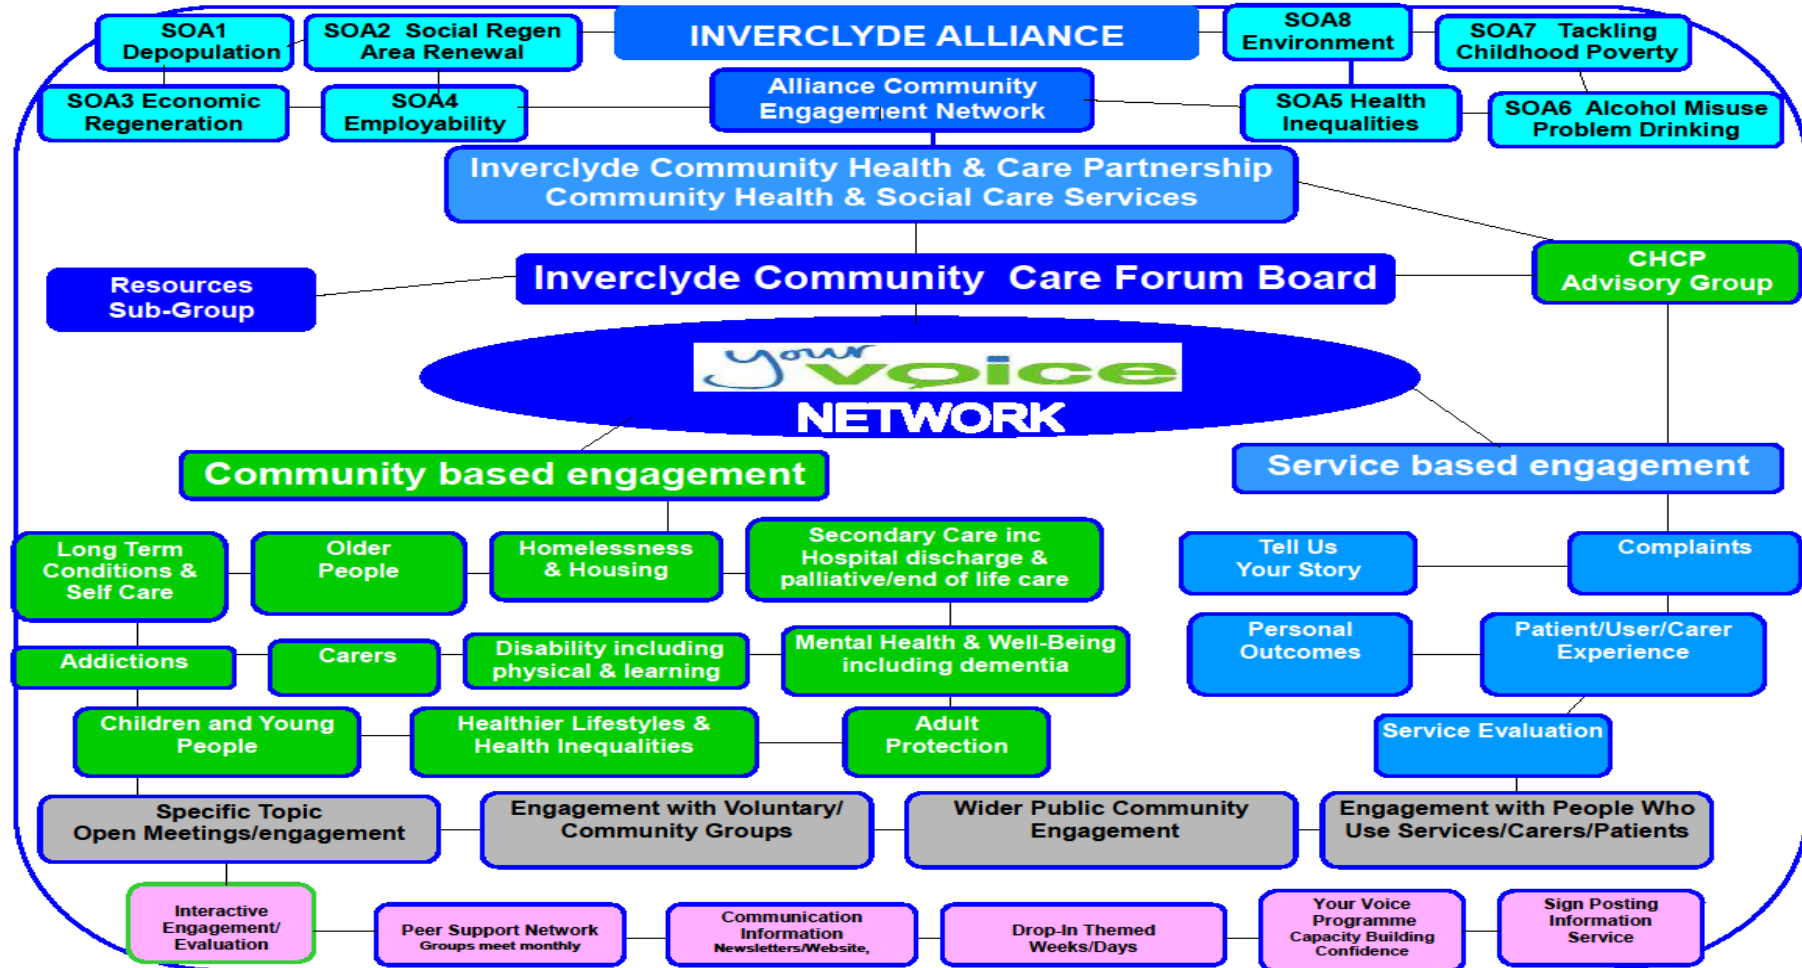 SOA1
Depopulation
SOA2  Social Regen
Area Renewal
INVERCLYDE ALLIANCE
SOA8
Environment
SOA7   Tackling
Childhood Poverty
SOA3 Economic
Regeneration
SOA4
Employability
Alliance Community
Engagement Network
SOA5 Health
Inequalities
SOA6  Alcohol Misuse
Problem Drinking
Inverclyde Community Health & Care Partnership
Community Health & Social Care Services
Resources
Sub-Group
Inverclyde Community  Care Forum Board
CHCP
Advisory Group
your
voice
NETWORK
Community based engagement
Service based engagement
Long Term
Conditions &
Self Care
Older
People
Homelessness
& Housing
Secondary Care inc
Hospital discharge &
palliative/end of life care
Tell Us
Your Story
Complaints
Addictions
Carers
Disability including
physical & learning
Mental Health & Well-Being
including dementia
Personal
Outcomes
Patient/User/Carer
Experience
Children and Young
People
Healthier Lifestyles &
Health Inequalities
Adult
Protection
Service Evaluation
Specific Topic
Open Meetings/engagement
Engagement with Voluntary/
Community Groups
Wider Public Community
Engagement
Engagement with People Who
Use Services/Carers/Patients
Interactive
Engagement/
Evaluation
Peer Support Network
Groups meet monthly
Communication
Information
Newsletters/Website,
Drop-In Themed
Weeks/Days
Your Voice
Programme
Capacity Building
Confidence
Sign Posting
Information
Service